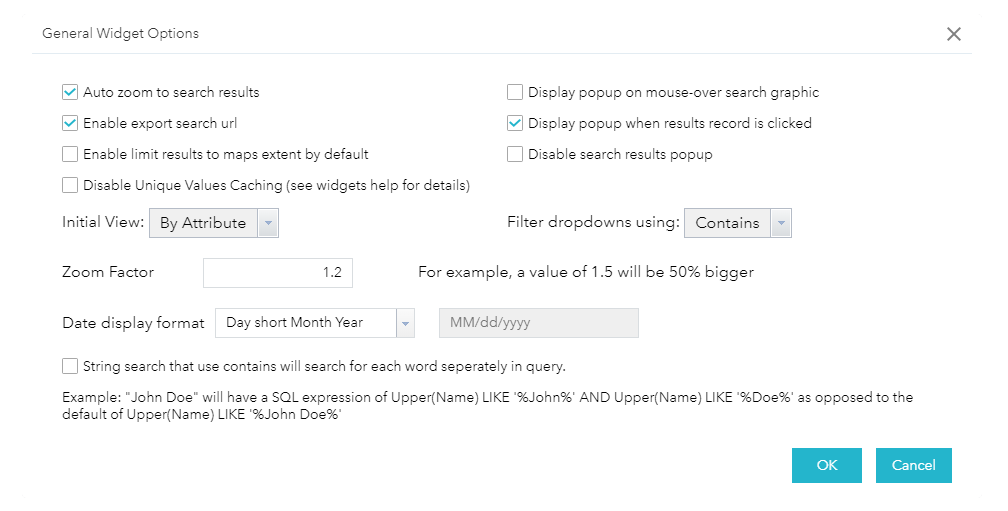 General Widget Options
Auto zoom to search results
Display popup on mouse-over search graphic
Enable export search url
Display popup when results record is clicked
Enable limit results to maps extent by default
Disable search results popup
Disable Unique Values Caching (see widgets help for details)
Initial View: By Attribute
Filter dropdowns using: Contains
Zoom Factor 1.2 For example, a value of 1.5 will be 50% bigger
Date display format Day short Month Year MM/dd/yyyy
String search that use contains will search for each word seperately in query.
Example: "John Doe" will have a SQL expression of Upper(Name) LIKE '%John%' AND Upper(Name) LIKE '%Doe%' as opposed to the
default of Upper(Name) LIKE '%John Doe%'
OK Cancel